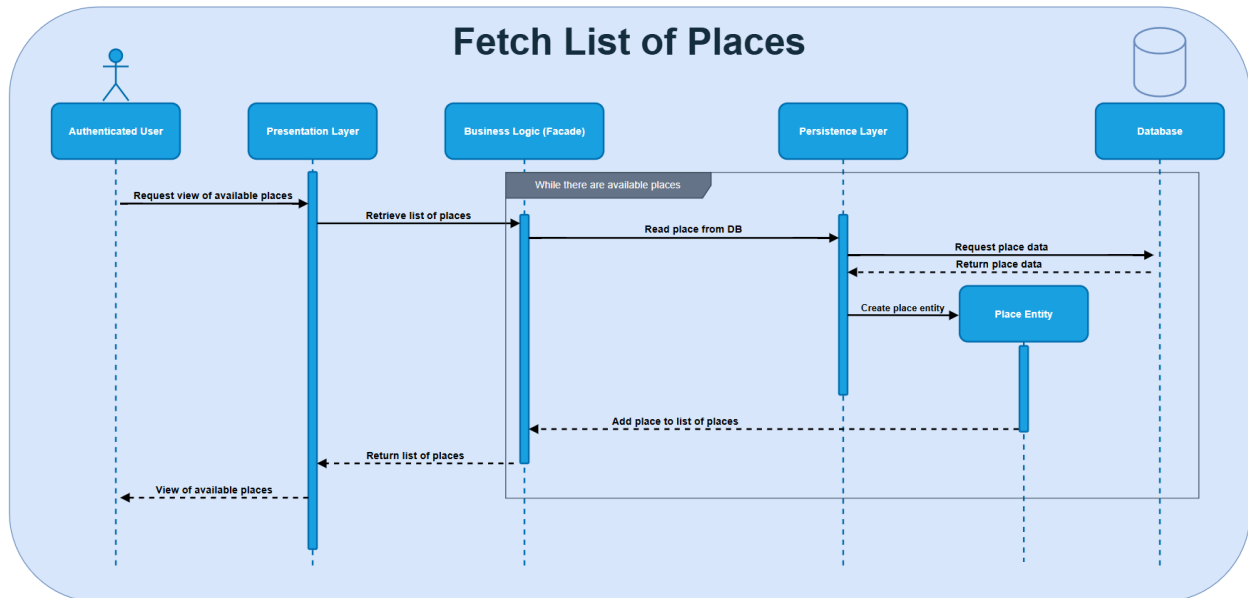 Fetch List of Places
Authenticated User
Presentation Layer
Business Logic (Facade)
Persistence Layer
Database
While there are available places
Request view of available places
Retrieve list of places
Read place from DB
Request place data
Return place data
Create place entity
Place Entity
Add place to list of places
Return list of places
View of available places